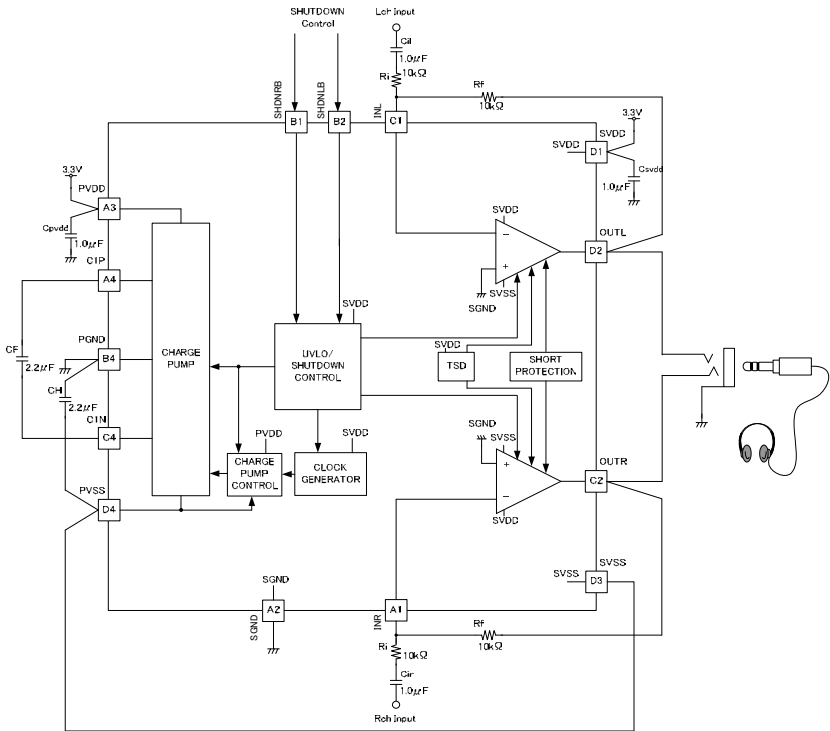 SHUTDOWN
Control
Lch Input
Cil
1.0μF
Ri
10kΩ
Rf
10kΩ
SHDNRB
SHDNLB
INL
B1
B2
C1
3.3V
SVDD
SVDD
D1
Csvdd
1.0μF
3.3V
PVDD
A3
Cpvdd
1.0μF
C1P
A4
SVDD
−
+
SGND
SVSS
OUTL
D2
PGND
B4
CF
2.2μF
CH
2.2μF
C1N
C4
CHARGE
PUMP
SVDD
UVLO/
SHUTDOWN
CONTROL
SVDD
TSD
SHORT
PROTECTION
PVDD
CHARGE
PUMP
CONTROL
SVDD
CLOCK
GENERATOR
SGND
SVSS
+
−
SVDD
OUTR
C2
PVSS
D4
SVSS
SVSS
D3
SGND
A2
SGND
A1
INR
Rf
10kΩ
Ri
10kΩ
Cir
1.0μF
Rch Input